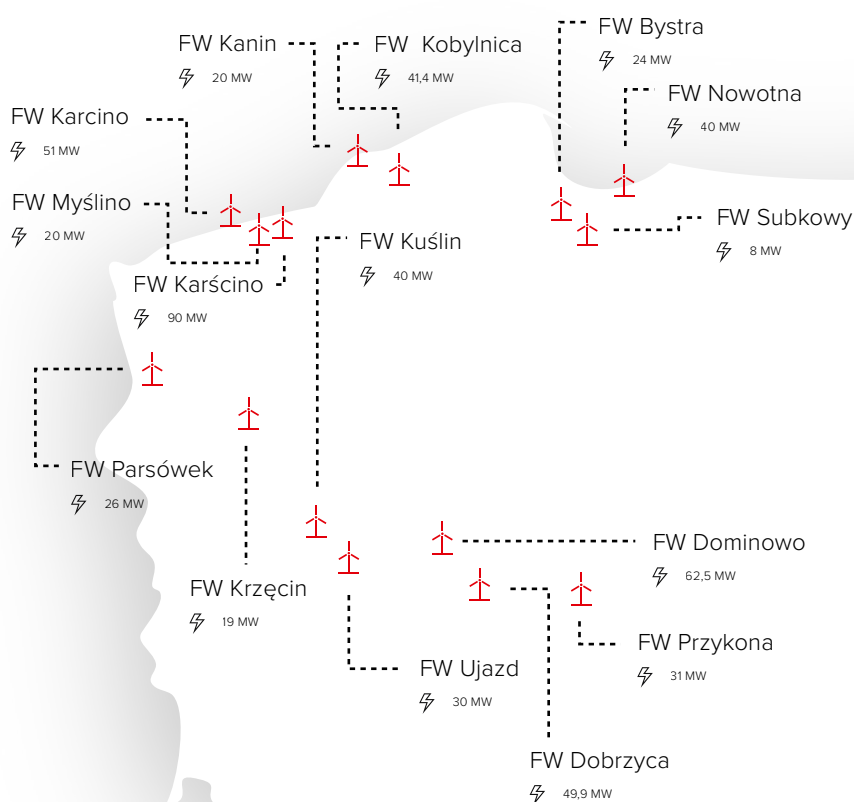 FW Bystra
24 MW
FW Kanin
20 MW
FW Kobylnica
41,4 MW
FW Nowotna
40 MW
FW Karcino
51 MW
FW Myślino
20 MW
FW Subkowy
8 MW
FW Kuślin
40 MW
FW Karścino
90 MW
FW Parsówek
26 MW
FW Dominowo
62,5 MW
FW Krzęcin
19 MW
FW Przykona
31 MW
FW Ujazd
30 MW
FW Dobrzyca
49,9 MW